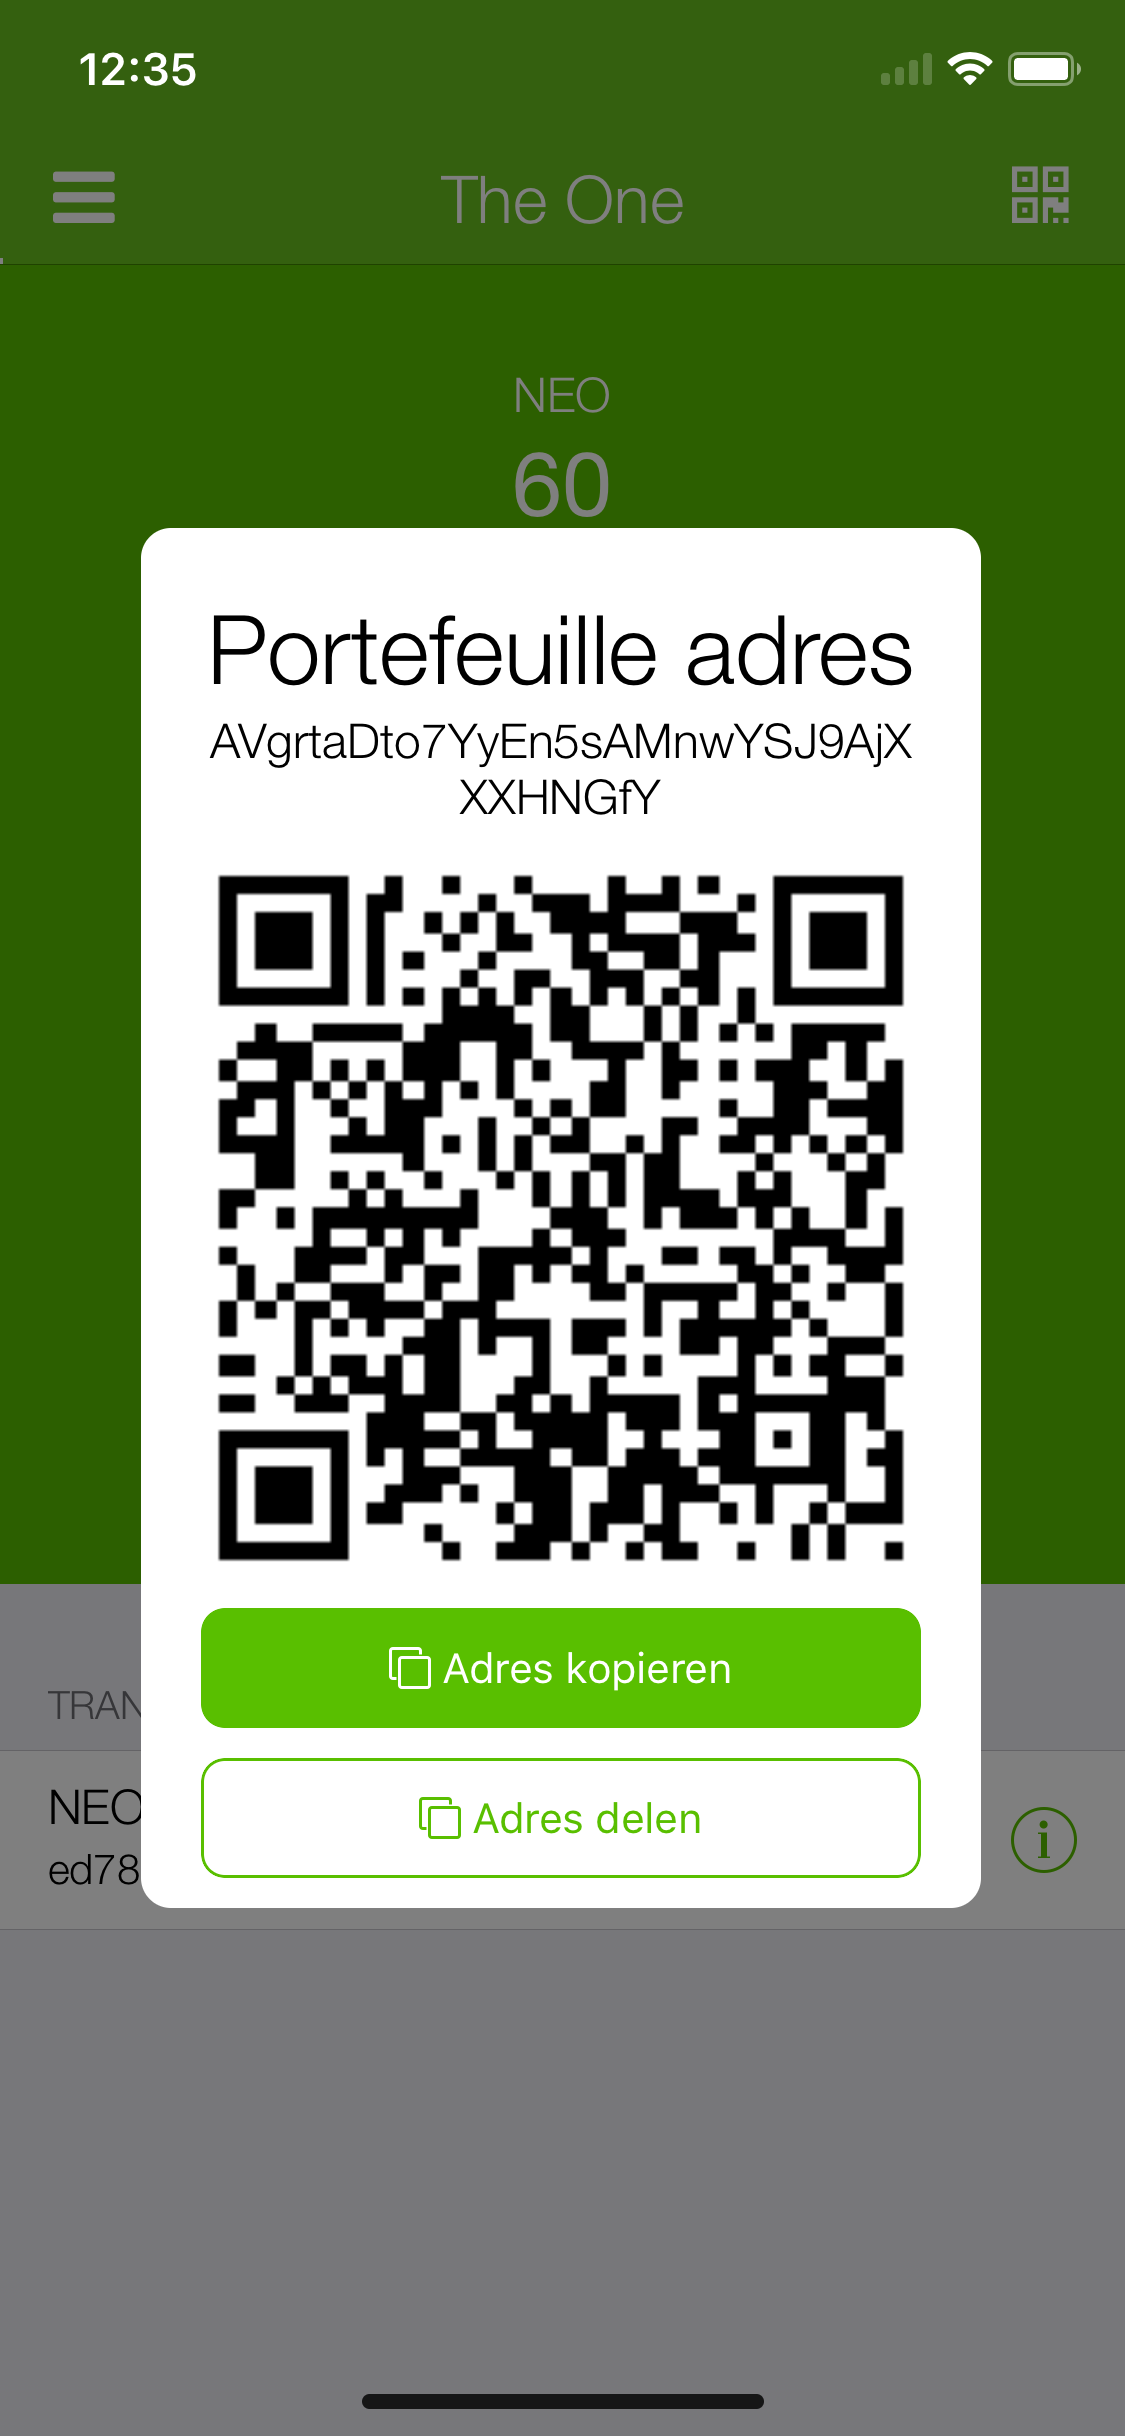 12:35
The One
NEO
60
Portefeuille adres
AVgrtaDto7YyEn5sAMnwYSJ9AjX
XXHNGfY
Adres kopieren
Adres delen
TRAN
NEO
ed78